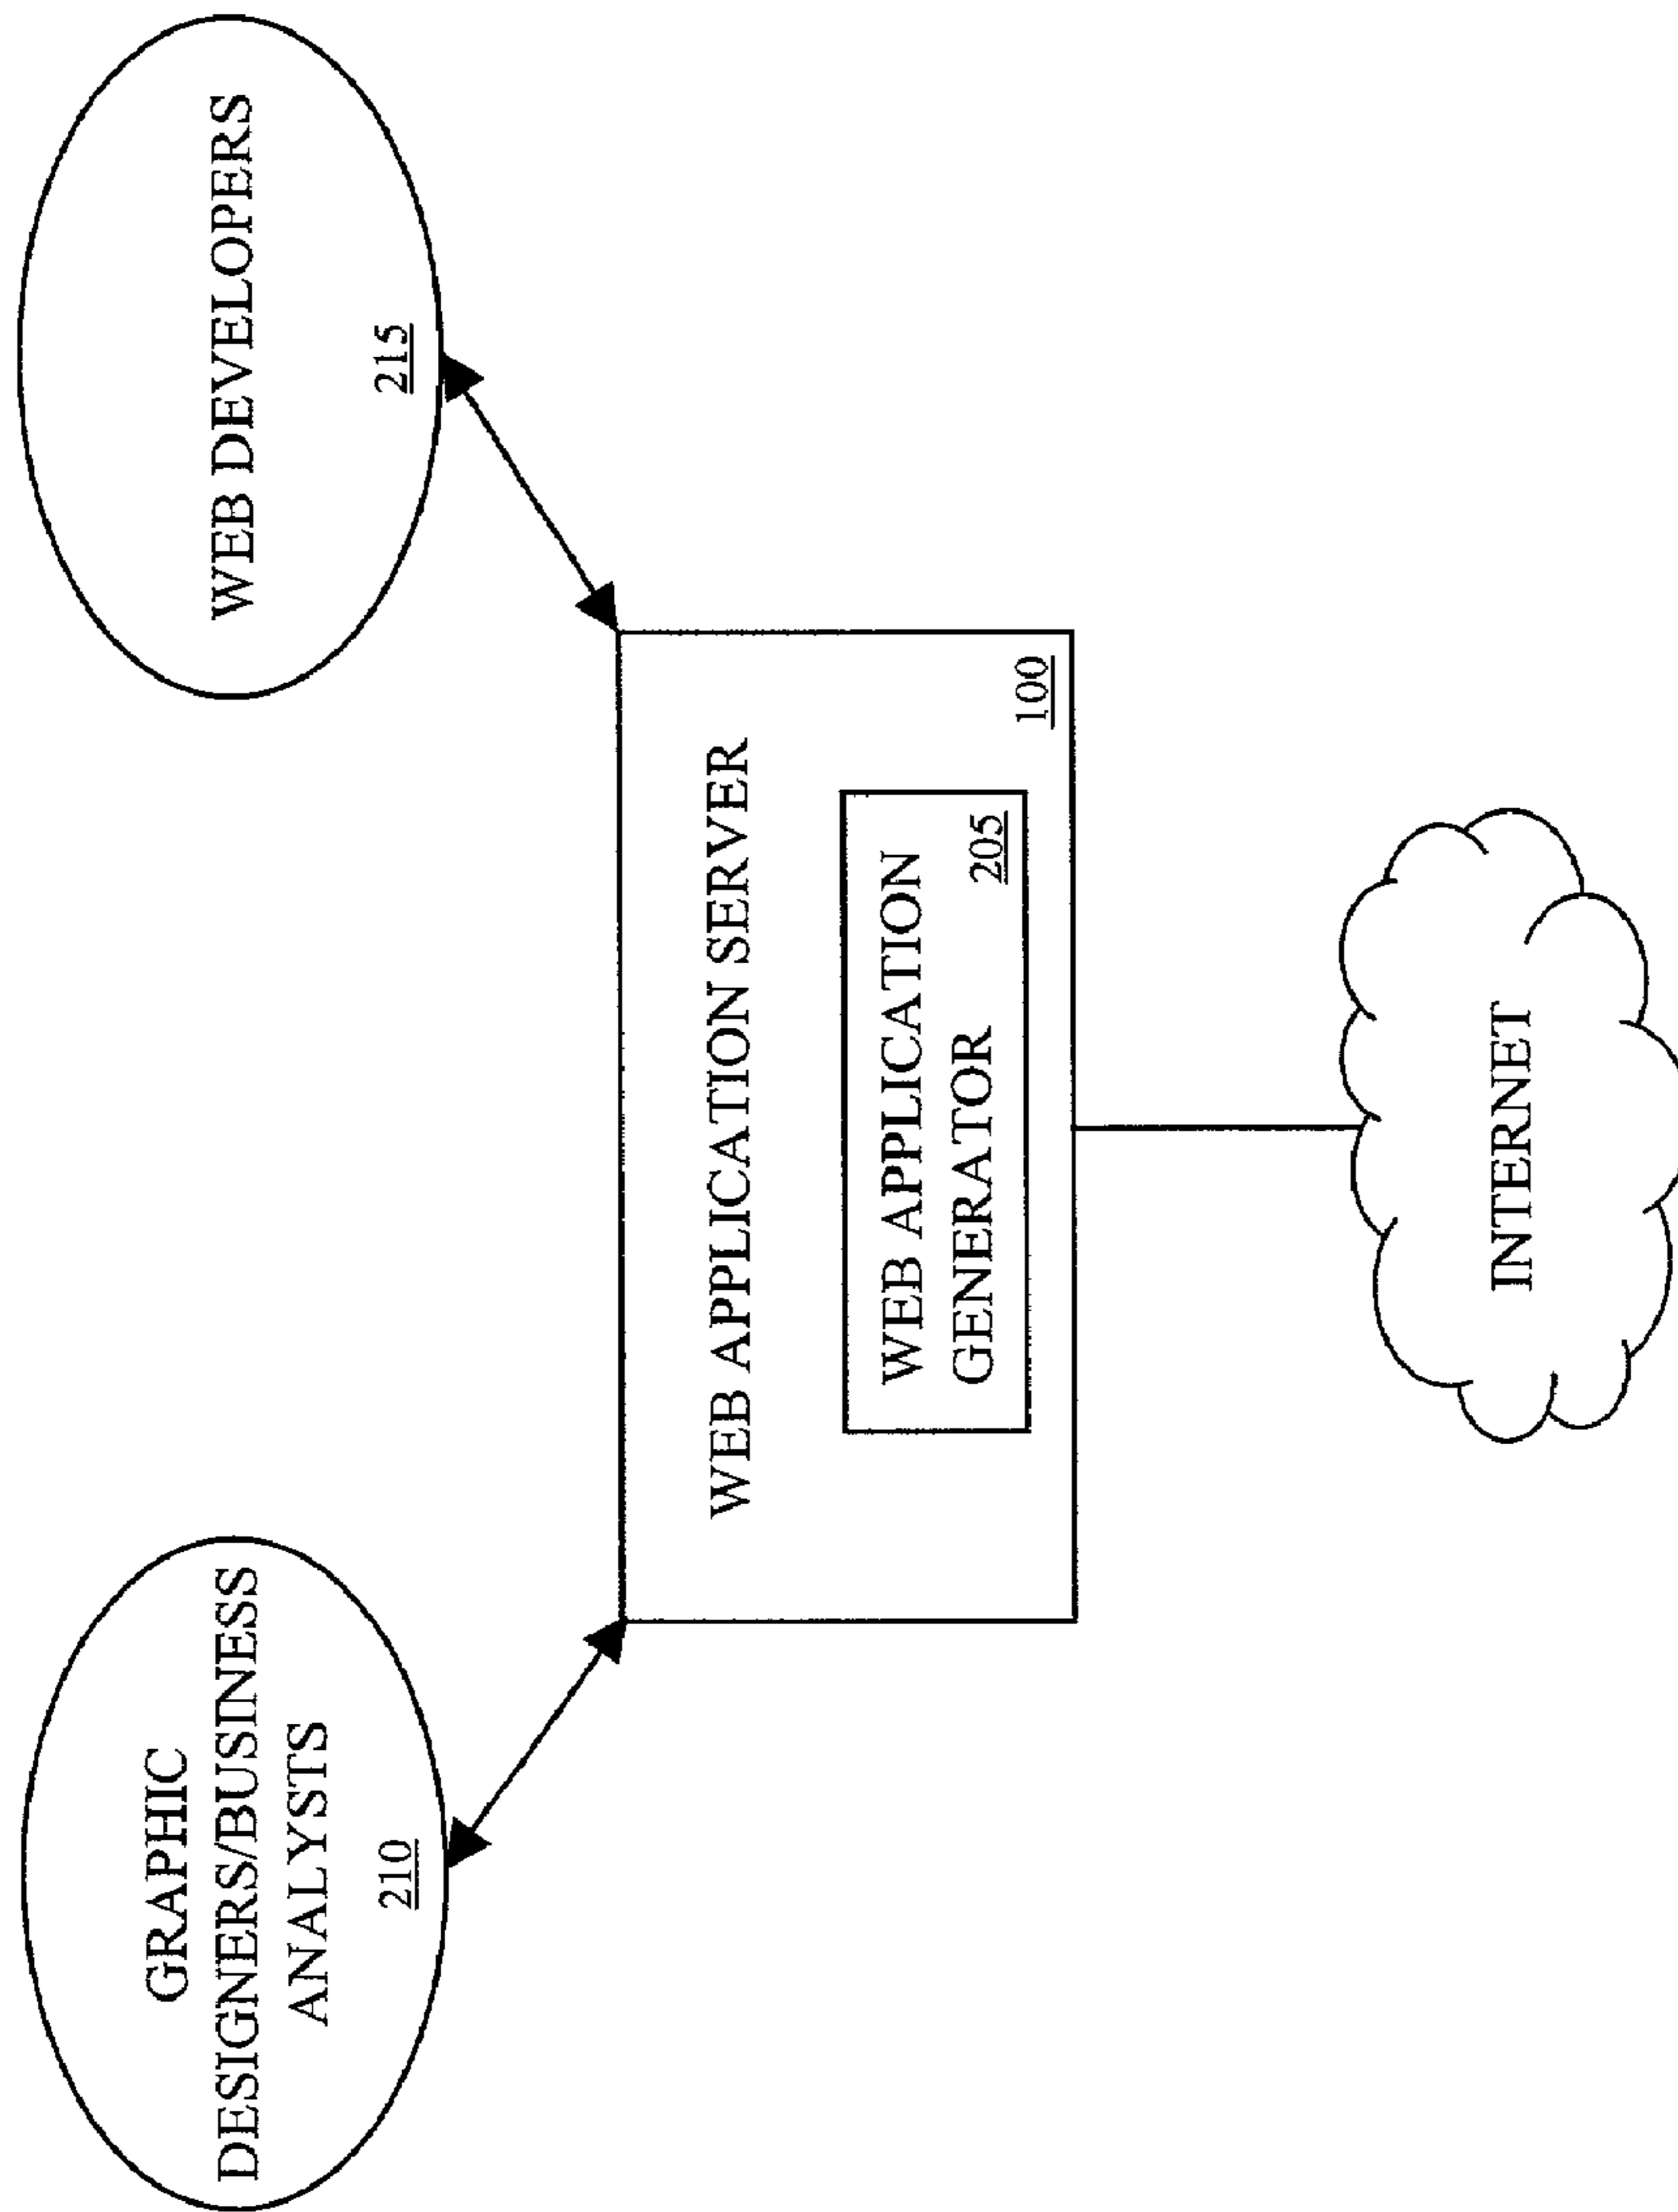 GRAPHIC
DESIGNERS/BUSINESS
ANALYSTS
210
WEB DEVELOPERS
215
WEB APPLICATION SERVER
WEB APPLICATION
GENERATOR
205
100
INTERNET